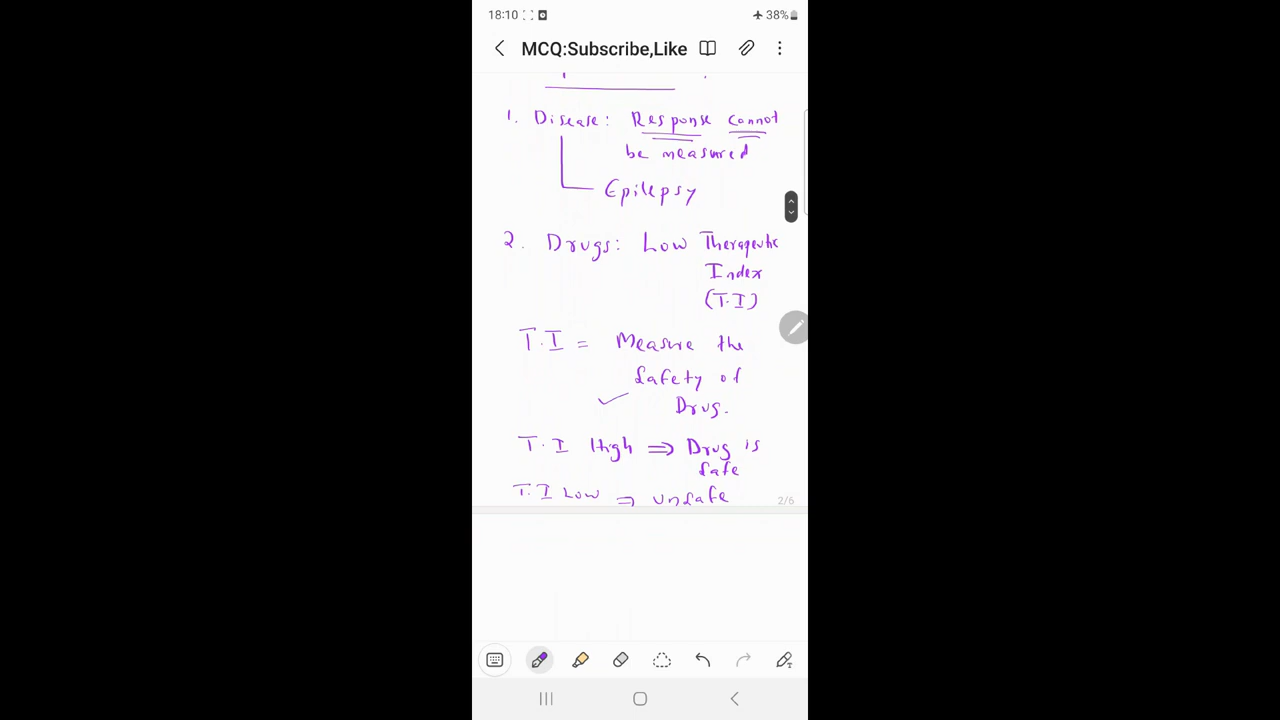 18:10 38%
MCQ:Subscribe,Like
1. Disease: Response cannot
be measured
Epilepsy
2. Drugs: Low Therapeutic
Index
(T.I)
T.I = Measure the
Safety of
Drug.
T.I High ⇒ Drug is
Safe
T.I Low ⇒ unsafe
2/6